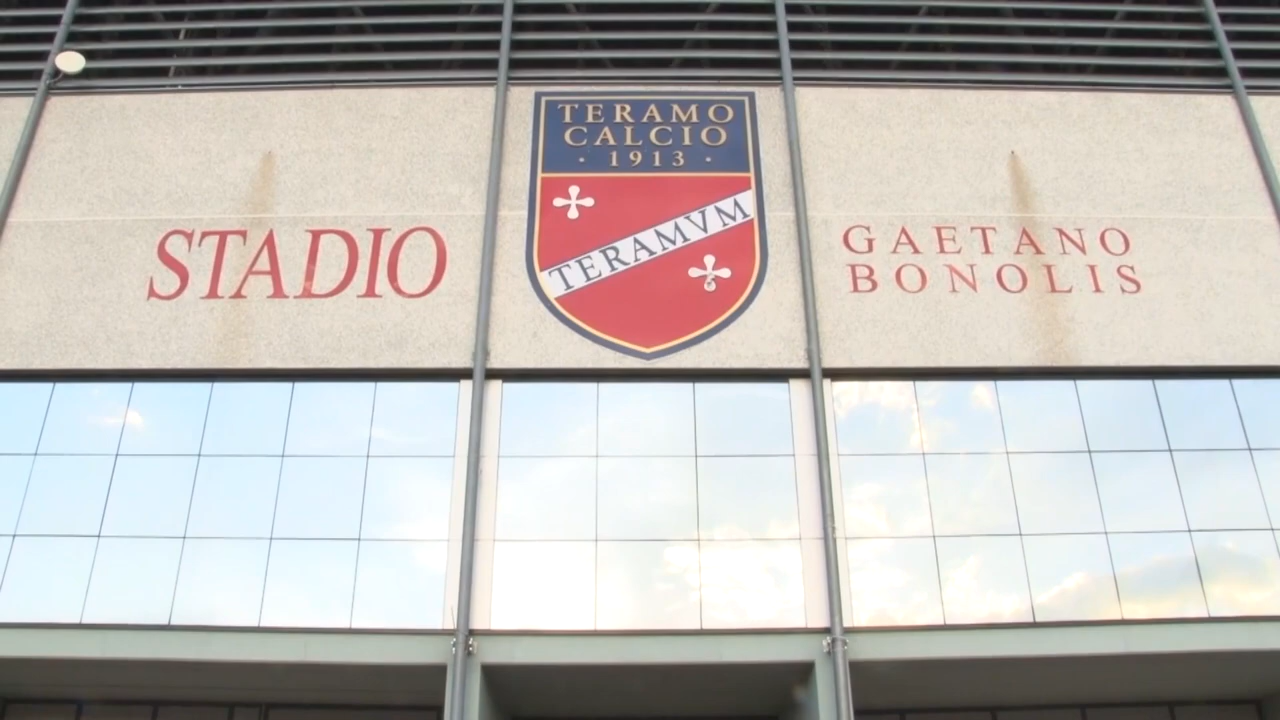 STADIO
TERAMO
CALCIO
· 1913 ·
TERAMVM
GAETANO
BONOLIS